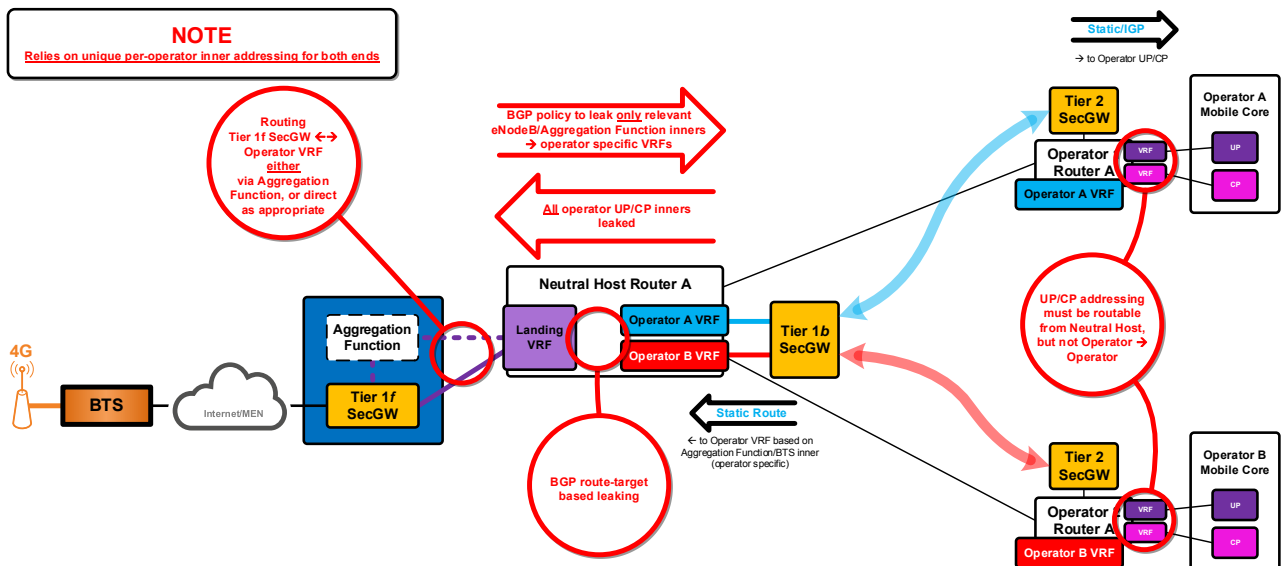 NOTE
Relies on unique per-operator inner addressing for both ends
Routing
Tier 1f SecGW ←→
Operator VRF
either
via Aggregation
Function, or direct
as appropriate
BGP policy to leak only relevant
eNodeB/Aggregation Function inners
→ operator specific VRFs
All operator UP/CP inners
leaked
Static/IGP
→ to Operator UP/CP
Tier 2
SecGW
Operator
Router A
Operator A VRF
VRF
VRF
Operator A
Mobile Core
UP
CP
Neutral Host Router A
Landing
VRF
Operator A VRF
Operator B VRF
Tier 1b
SecGW
UP/CP addressing
must be routable
from Neutral Host,
but not Operator →
Operator
Aggregation
Function
Tier 1f
SecGW
4G
BTS
Internet/MEN
Static Route
← to Operator VRF based on
Aggregation Function/BTS inner
(operator specific)
BGP route-target
based leaking
Tier 2
SecGW
Operator 2
Router A
Operator B VRF
VRF
VRF
Operator B
Mobile Core
UP
CP